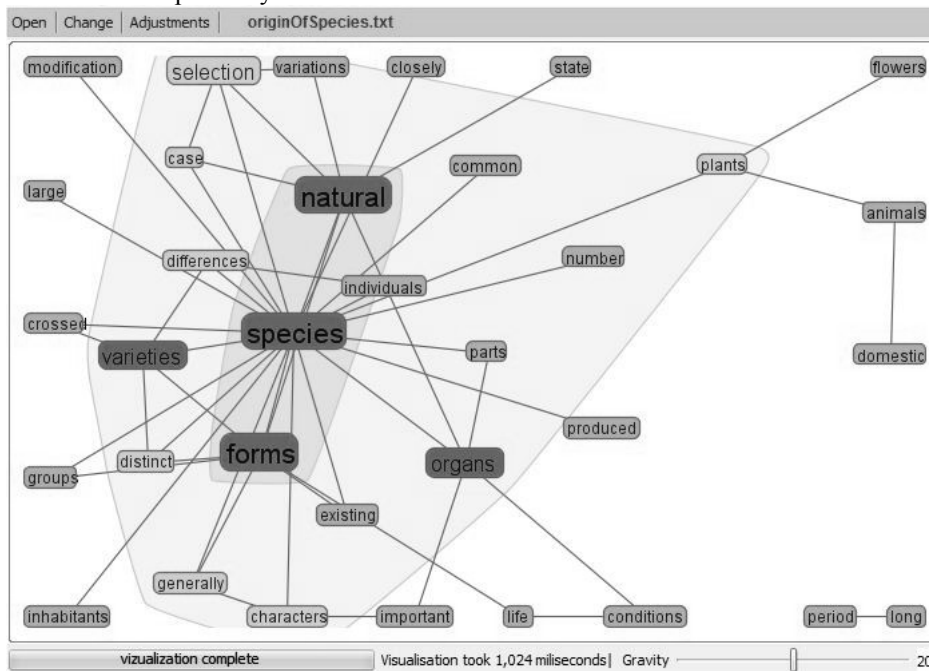 Open Change Adjustments originOfSpecies.txt
modification selection variations closely state flowers
case common plants
large natural animals
differences individuals number
crossed species
varieties parts domestic
forms produced
groups distinct organs
existing
generally
inhabitants characters important life conditions period long
vizualization complete Visualisation took 1,024 miliseconds| Gravity 20